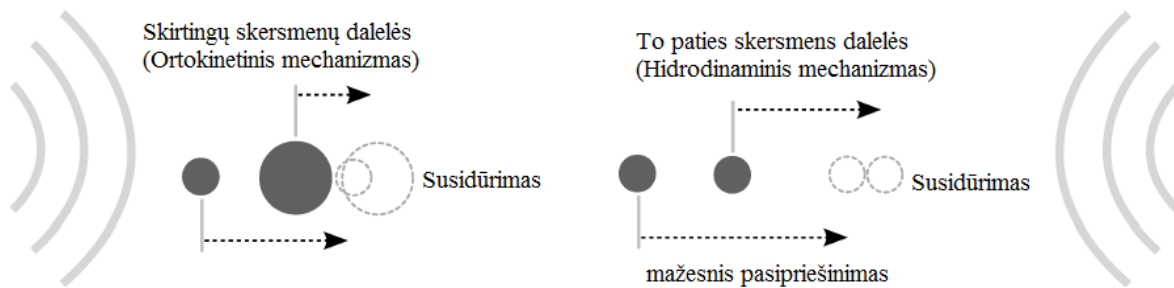 Skirtingų skersmenų dalelės
(Ortokinetinis mechanizmas)
Susidūrimas
To paties skersmens dalelės
(Hidrodinaminis mechanizmas)
Susidūrimas
mažesnis pasipriešinimas